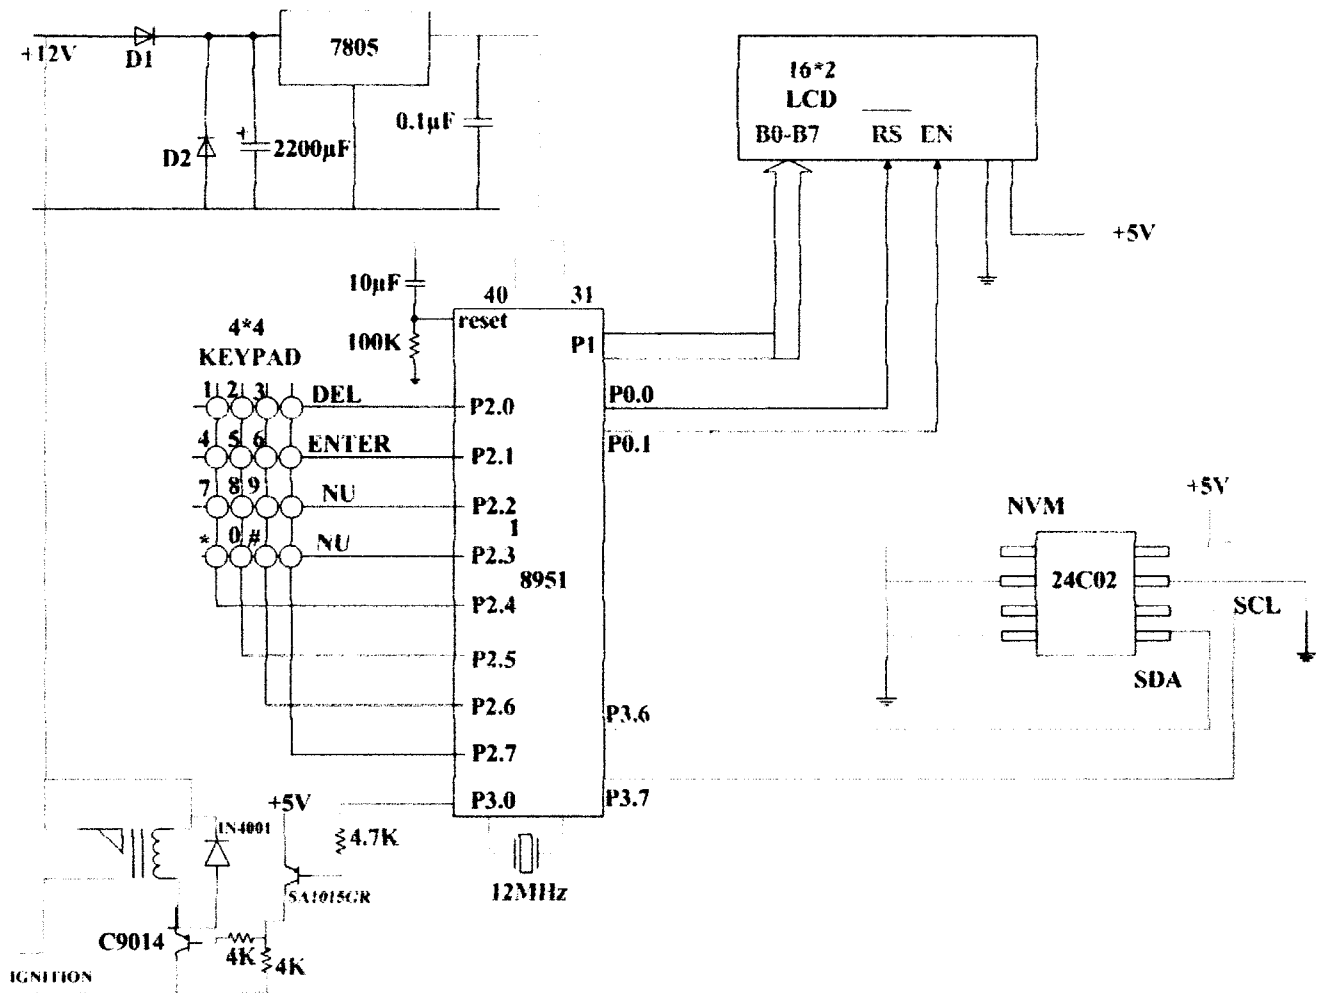 +12V
D1
7805
D2
+
2200µF
0.1µF
16*2
LCD
B0-B7 RS EN
+5V
10µF
100K
40 31
reset
P1
4*4
KEYPAD
1 2 3 DEL
4 5 6 ENTER
7 8 9 NU
* 0 # NU
P2.0
P2.1
P2.2
1
P2.3
8951
P2.4
P2.5
P2.6
P2.7
P3.0
P0.0
P0.1
P3.6
P3.7
+5V
NVM
24C02
SCL
SDA
+5V
4.7K
IN4001
SA1015GR
12MHz
C9014
4K
4K
IGNITION